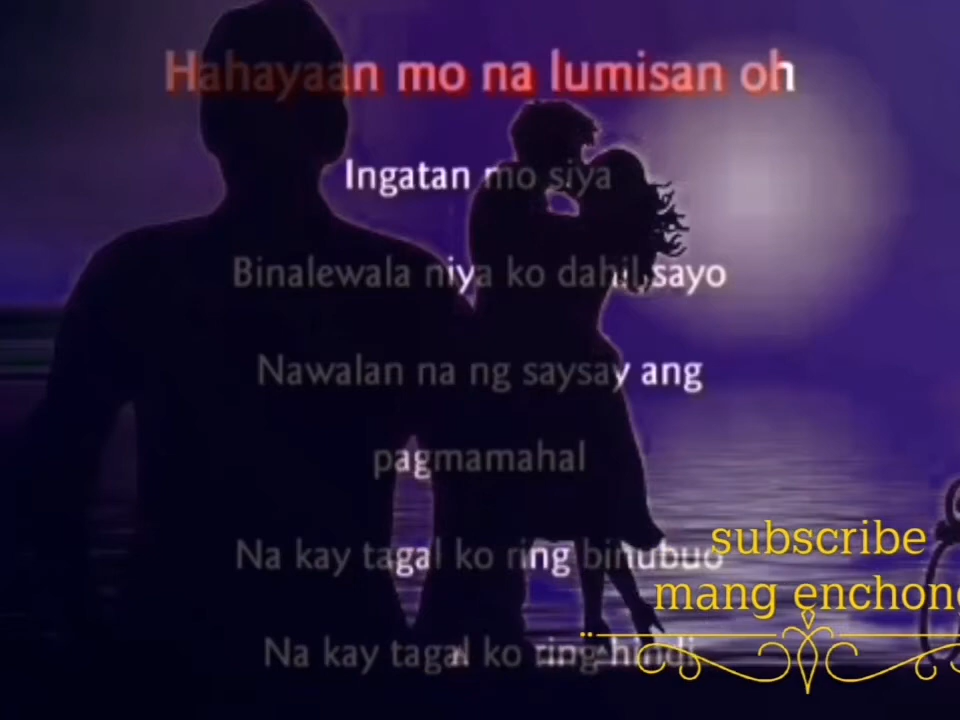 Hahayaan mo na lumisan oh
Ingatan mo siya
Binalewala niya ko dahil sayo
Nawalan na ng saysay ang
pagmamahal
Na kay tagal ko ring binubuo
Na kay tagal ko ring hindi
subscribe
mang enchong